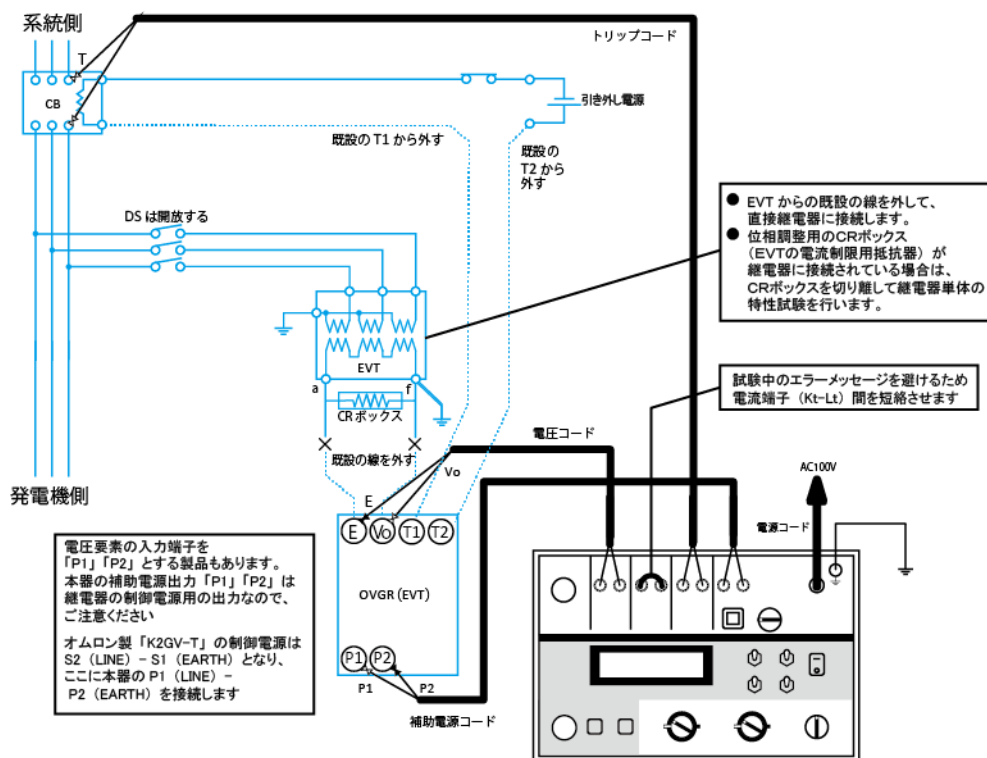 系統側
トリップコード
T
CB
引き外し電源
既設の T1 から外す
既設の
T2 から
外す
DSは開放する
● EVT からの既設の線を外して、
直接継電器に接続します。
● 位相調整用のCRボックス
（EVTの電流制限用抵抗器）が
継電器に接続されている場合は、
CRボックスを切り離して継電器単体の
特性試験を行います。
EVT
a
f
CRボックス
試験中のエラーメッセージを避けるため
電流端子（Kt-Lt）間を短絡させます
既設の線を外す
電圧コード
Vo
AC100V
発電機側
E
電源コード
E
Vo
T1
T2
電圧要素の入力端子を
「P1」「P2」とする製品もあります。
本器の補助電源出力「P1」「P2」は
継電器の制御電源用の出力なので、
ご注意ください
オムロン製「K2GV-T」の制御電源は
S2（LINE）－S1（EARTH）となり、
ここに本器の P1（LINE）－
P2（EARTH）を接続します
OVGR（EVT）
P1
P2
P1
P2
補助電源コード